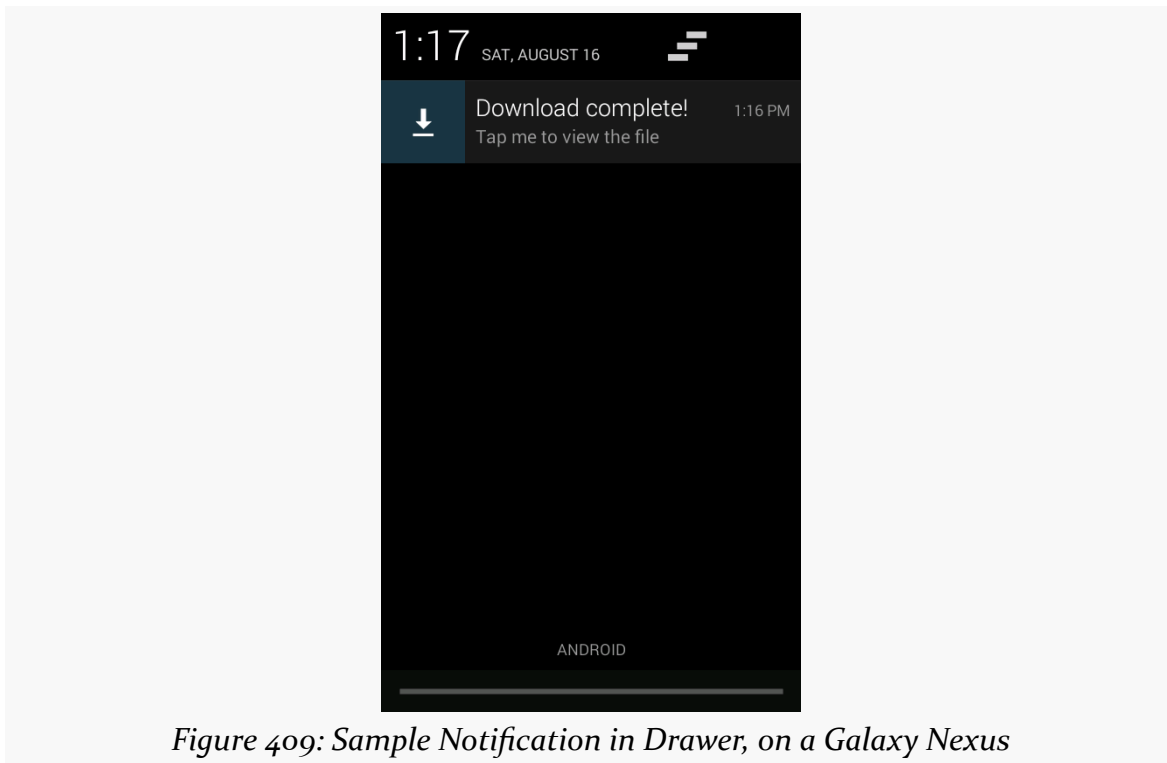 1:17 SAT, AUGUST 16
Download complete! 1:16 PM
Tap me to view the file
ANDROID
Figure 409: Sample Notification in Drawer, on a Galaxy Nexus